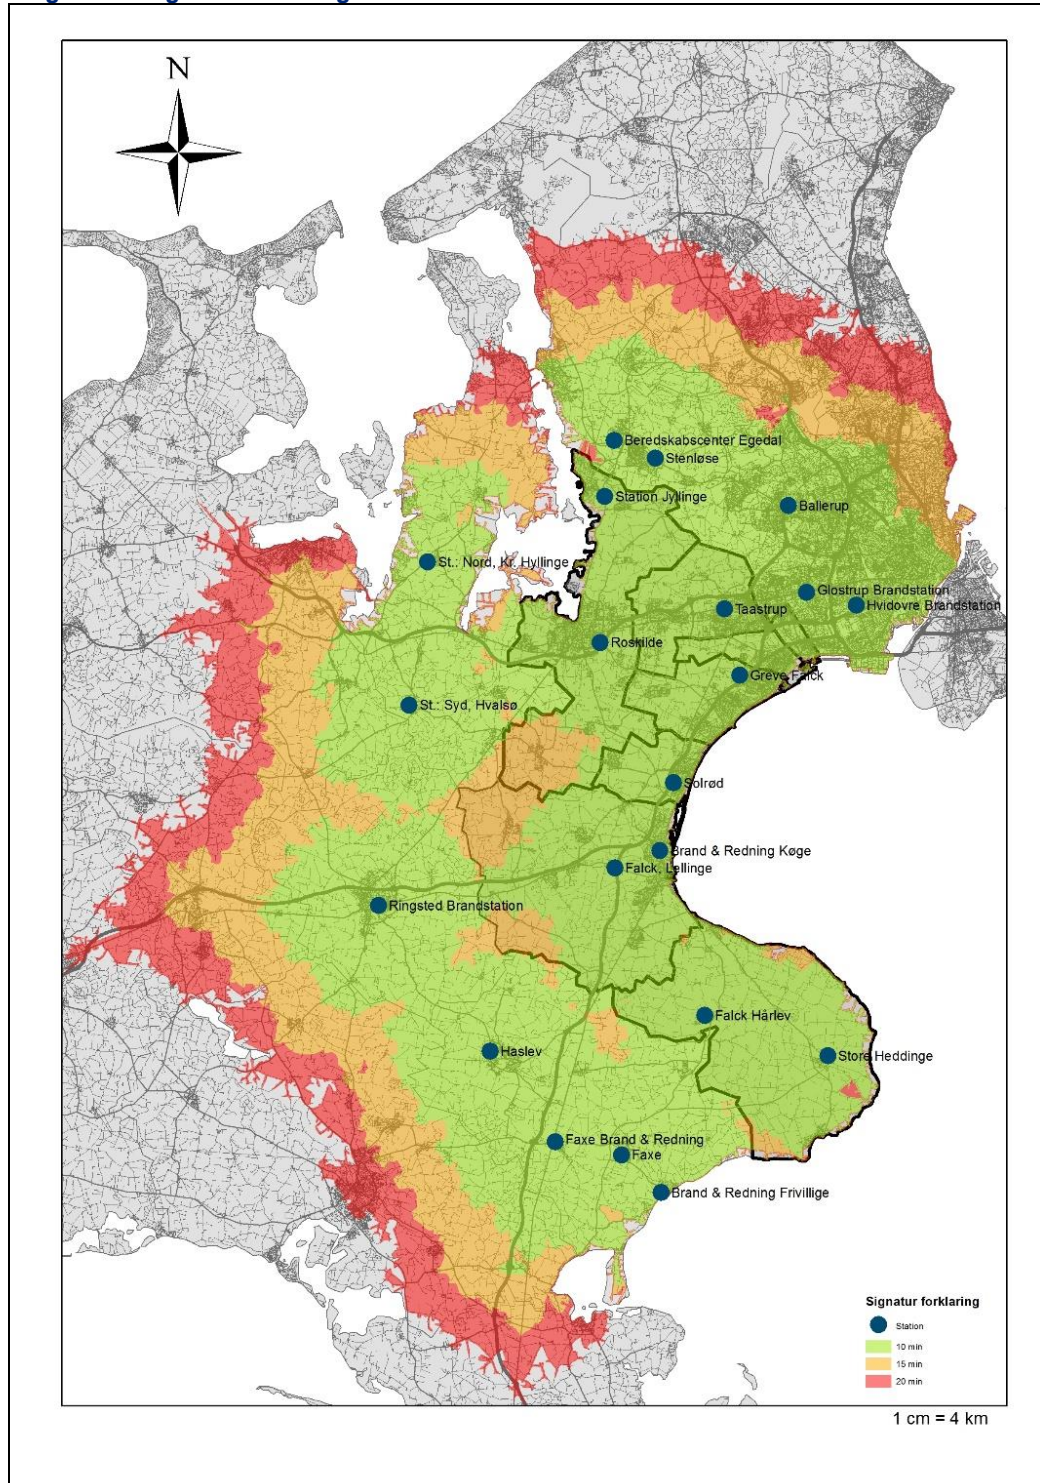 N
Beredskabscenter Egedal
Stenløse
Station Jyllinge
Ballerup
St.: Nord, Kr. Hyllinge
Glostrup Brandstation
Hvidovre Brandstation
Taastrup
Roskilde
Greve Falck
St.: Syd, Hvalsø
Solrød
Brand & Redning Køge
Falck, Lellinge
Ringsted Brandstation
Falck Hårlev
Haslev
Store Heddinge
Faxe Brand & Redning
Faxe
Brand & Redning Frivillige
Signatur forklaring
Station
10 min
15 min
20 min
1 cm = 4 km